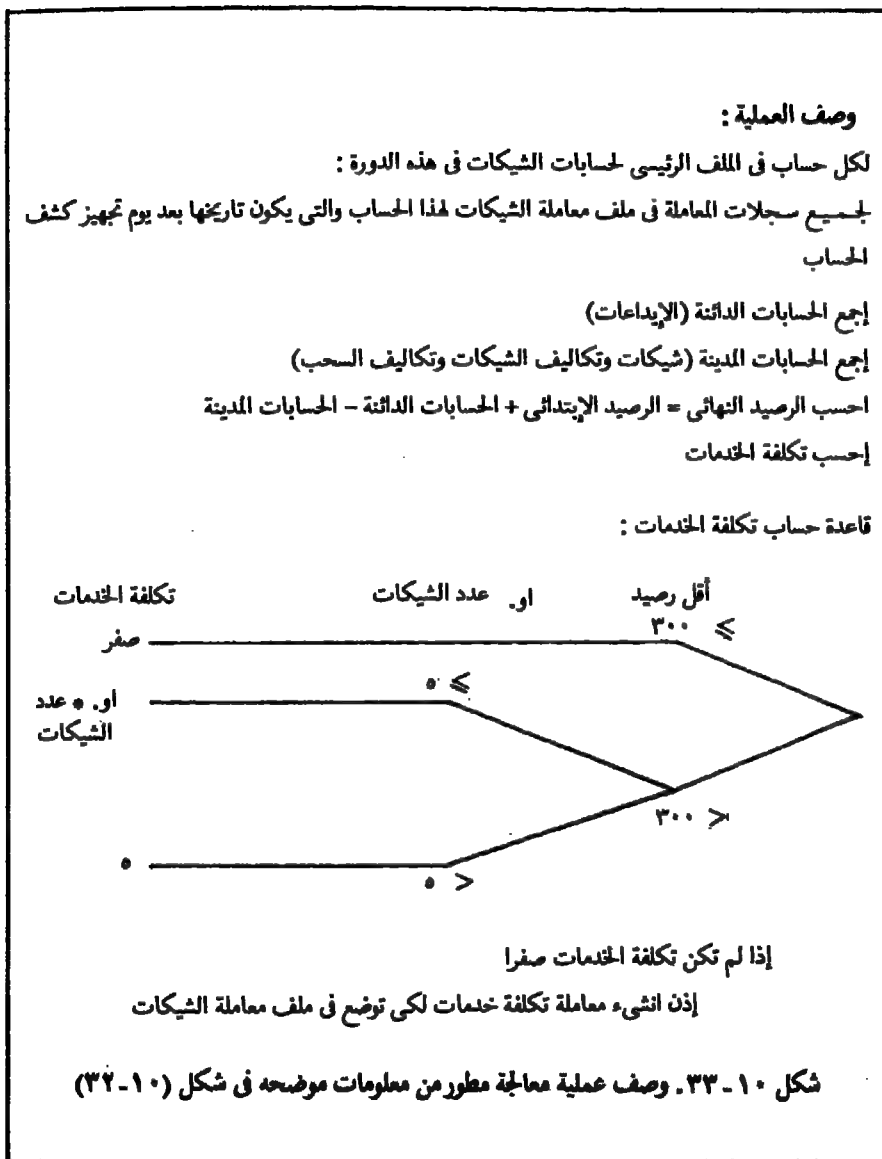 وصف العملية :
لكل حساب فى الملف الرئيسى لحسابات الشيكات فى هذه الدورة :
لجميع سجلات المعاملة فى ملف معاملة الشيكات لهذا الحساب والتى يكون تاريخها بعد يوم تجهيز كشف
الحساب
إجمع الحسابات الدائنة (الإيداعات)
إجمع الحسابات المدينة (شيكات وتكاليف الشيكات وتكاليف السحب)
احسب الرصيد النهائى = الرصيد الإبتدائى + الحسابات الدائنة – الحسابات المدينة
إحسب تكلفة الخدمات
قاعدة حساب تكلفة الخدمات :
أقل رصيد او. عدد الشيكات تكلفة الخدمات
٣٠٠ ⩾
صفر
٥ ⩾
او. * عدد
الشيكات
٣٠٠ >
٥
٥ <
إذا لم تكن تكلفة الخدمات صفرا
إذن انشىء معاملة تكلفة خدمات لكى توضع فى ملف معاملة الشيكات
شكل ١٠ - ٣٣. وصف عملية معالجة مطور من معلومات موضحه فى شكل (١٠-٣٢)